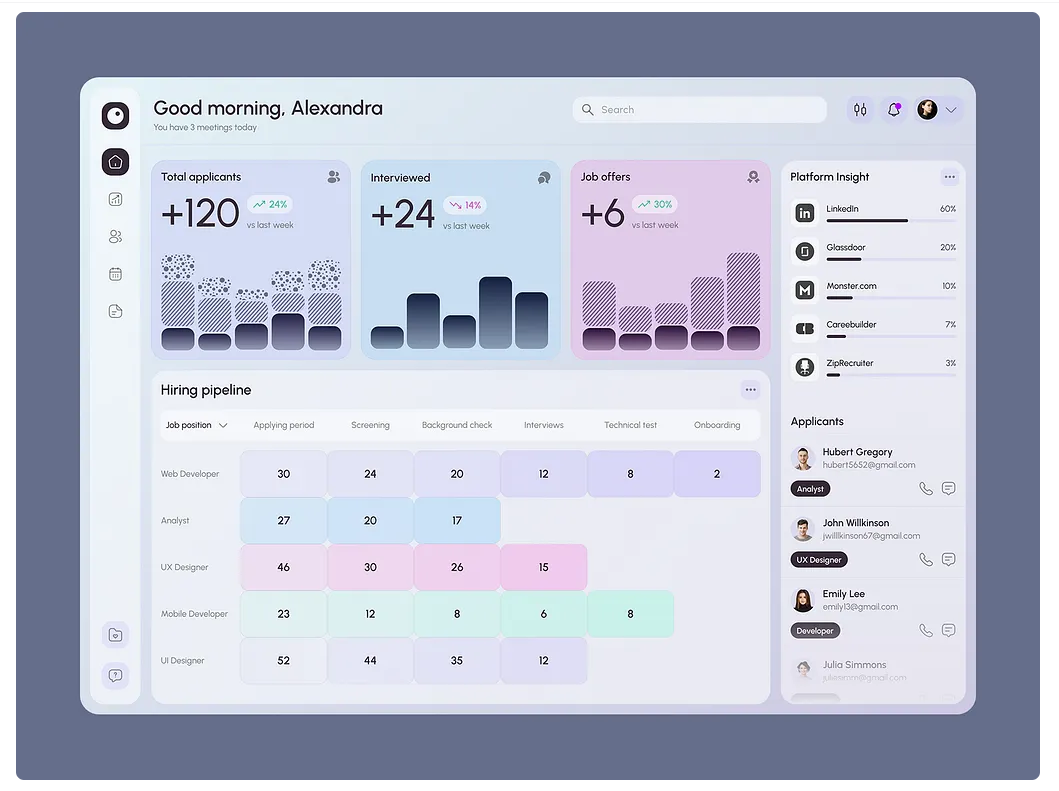 Good morning, Alexandra
You have 3 meetings today
Search
Total applicants
+120
24%
vs last week
Interviewed
+24
14%
vs last week
Job offers
+6
30%
vs last week
Platform Insight
in
LinkedIn
60%
Glassdoor
20%
M
Monster.com
10%
Careebuilder
7%
ZipRecruiter
3%
Hiring pipeline
Job position Applying period Screening Background check Interviews Technical test Onboarding
Web Developer 30 24 20 12 8 2
Analyst 27 20 17
UX Designer 46 30 26 15
Mobile Developer 23 12 8 6 8
UI Designer 52 44 35 12
Applicants
Hubert Gregory
hubert5652@gmail.com
Analyst
John Willkinson
jwilllkinson67@gmail.com
UX Designer
Emily Lee
emily13@gmail.com
Developer
Julia Simmons
juliasimm@gmail.com